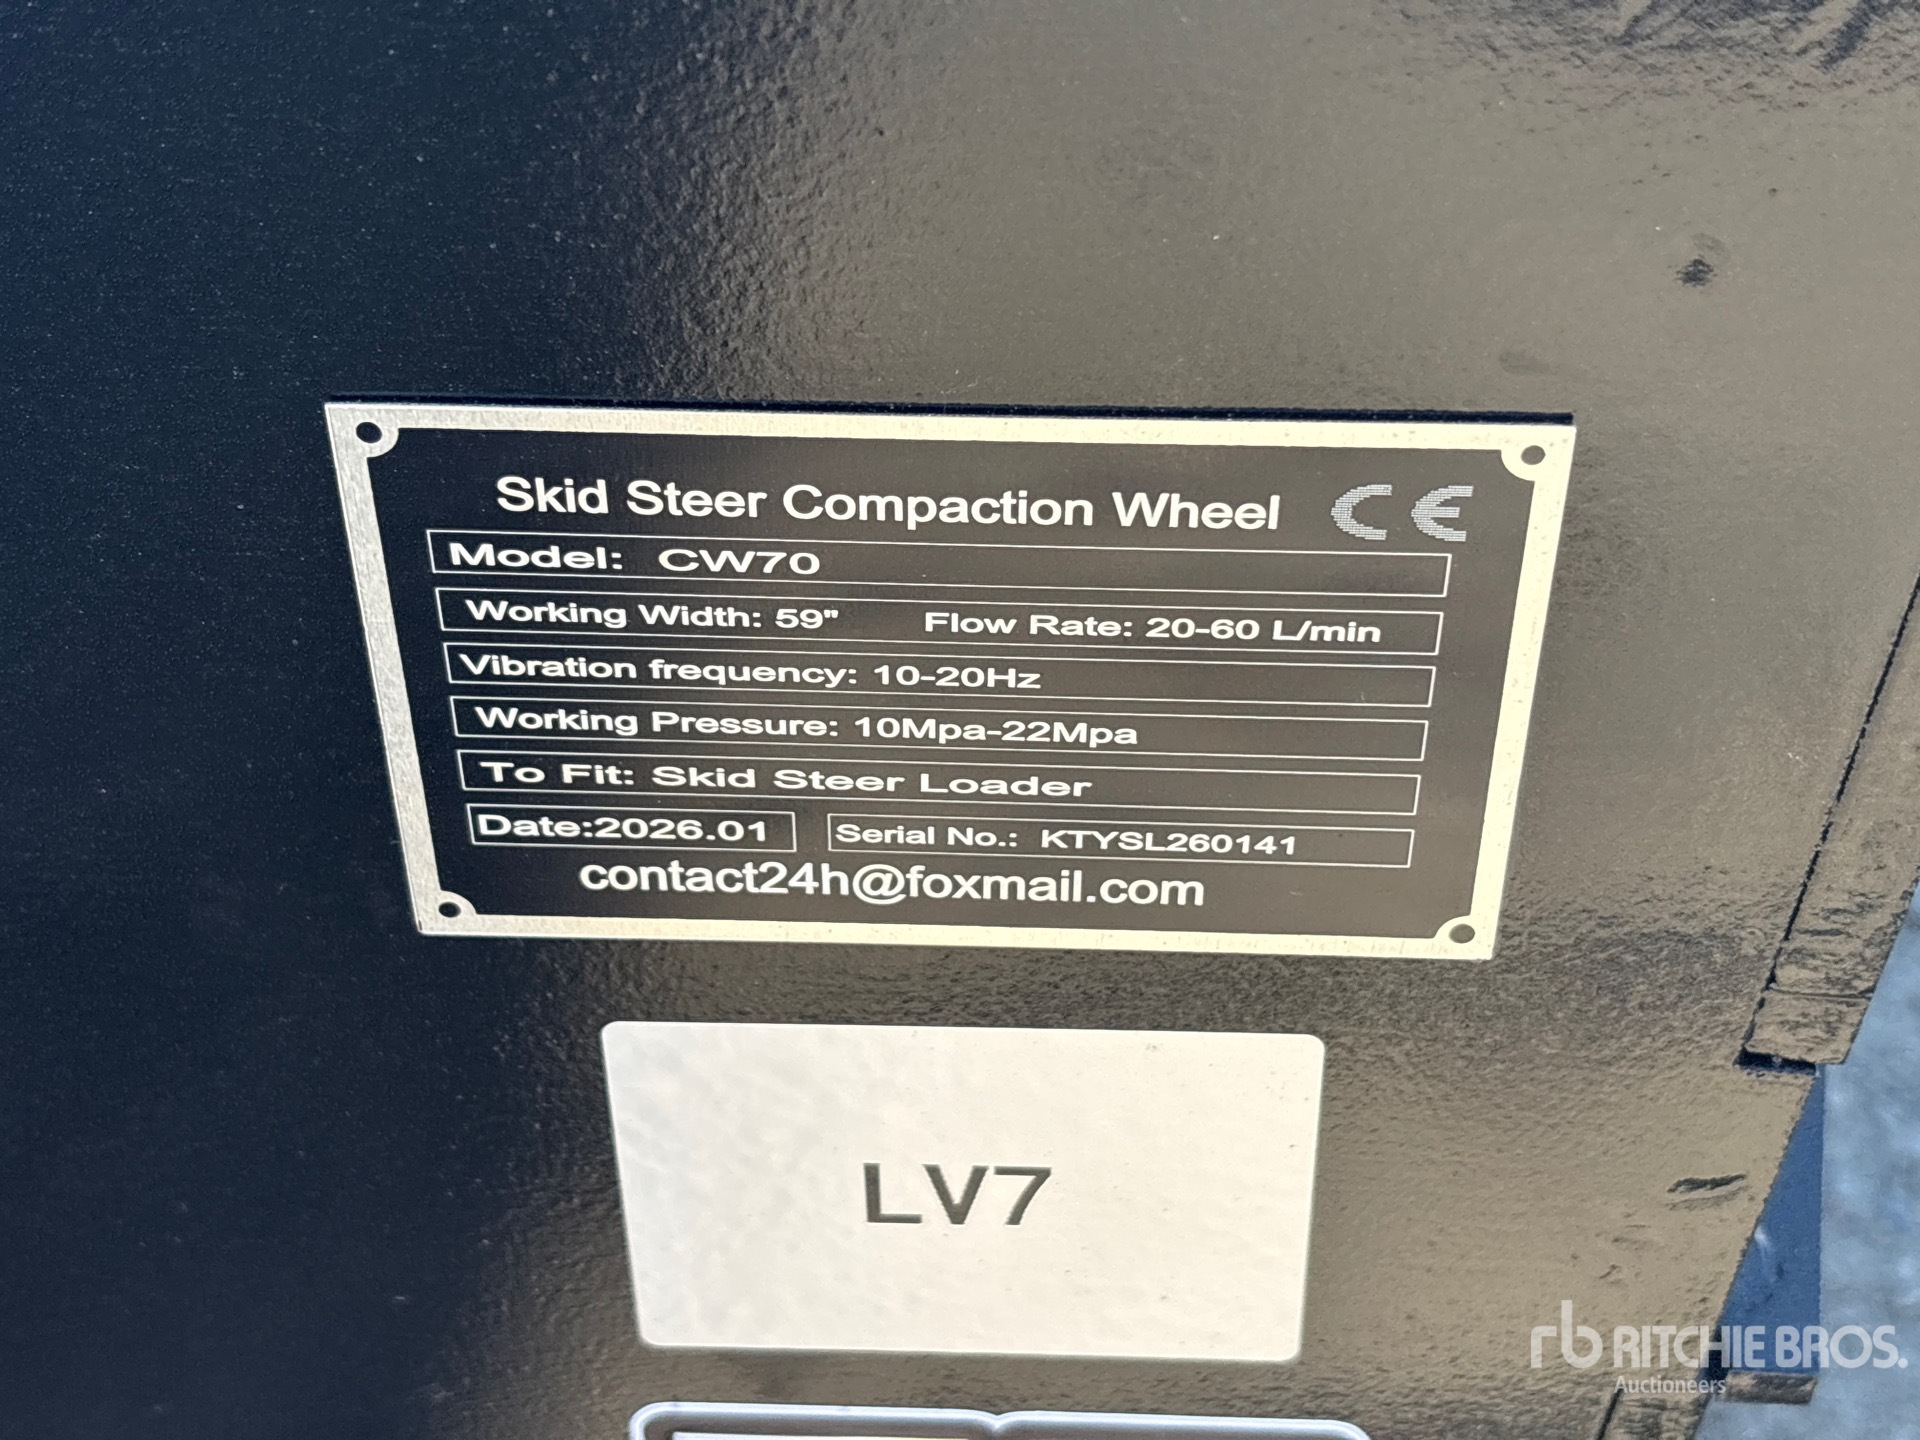 Skid Steer Compaction Wheel CE
Model: CW70
Working Width: 59" Flow Rate: 20-60 L/min
Vibration frequency: 10-20Hz
Working Pressure: 10Mpa-22Mpa
To Fit: Skid Steer Loader
Date:2026.01 Serial No.: KTYSL260141
contact24h@foxmail.com
LV7
rb RITCHIE BROS.
Auctioneers